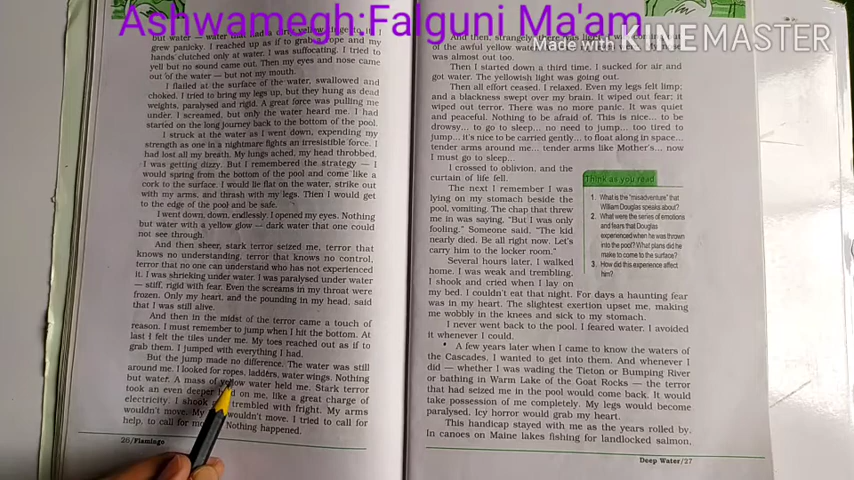 Ashwamegh:Falguni Ma'am
Made with KINEMASTER
but water — water that had a dirty yellow tinge to it. I
grew panicky. I reached up as if to grab a rope and my
hands clutched only at water. I was suffocating. I tried to
yell but no sound came out. Then my eyes and nose came
out of the water — but not my mouth.
I flailed at the surface of the water, swallowed and
choked. I tried to bring my legs up, but they hung as dead
weights, paralysed and rigid. A great force was pulling me
under. I screamed, but only the water heard me. I had
started on the long journey back to the bottom of the pool.
I struck at the water as I went down, expending my
strength as one in a nightmare fights an irresistible force. I
had lost all my breath. My lungs ached, my head throbbed.
I was getting dizzy. But I remembered the strategy — I
would spring from the bottom of the pool and come like a
cork to the surface. I would lie flat on the water, strike out
with my arms, and thrash with my legs. Then I would get
to the edge of the pool and be safe.
I went down, down, endlessly. I opened my eyes. Nothing
but water with a yellow glow — dark water that one could
not see through.
And then sheer, stark terror seized me, terror that
knows no understanding, terror that knows no control,
terror that no one can understand who has not experienced
it. I was shrieking under water. I was paralysed under water
— stiff, rigid with fear. Even the screams in my throat were
frozen. Only my heart, and the pounding in my head, said
that I was still alive.
And then in the midst of the terror came a touch of
reason. I must remember to jump when I hit the bottom. At
last I felt the tiles under me. My toes reached out as if to
grab them. I jumped with everything I had.
But the jump made no difference. The water was still
around me. I looked for ropes, ladders, water wings. Nothing
but water. A mass of yellow water held me. Stark terror
took an even deeper on me, like a great charge of
electricity. I shook trembled with fright. My arms
wouldn't move. My wouldn't move. I tried to call for
help, to call for Nothing happened.
26/Flamingo
And then, strangely, there was light.
of the awful yellow water.
was almost out too.
Then I started down a third time. I sucked for air and
got water. The yellowish light was going out.
Then all effort ceased. I relaxed. Even my legs felt limp;
and a blackness swept over my brain. It wiped out fear; it
wiped out terror. There was no more panic. It was quiet
and peaceful. Nothing to be afraid of. This is nice... to be
drowsy... to go to sleep... no need to jump... too tired to
jump... it's nice to be carried gently... to float along in space...
tender arms around me... tender arms like Mother's... now
I must go to sleep...
I crossed to oblivion, and the
curtain of life fell.
The next I remember I was
lying on my stomach beside the
pool, vomiting. The chap that threw
me in was saying, "But I was only
fooling." Someone said, "The kid
nearly died. Be all right now. Let's
carry him to the locker room."
Several hours later, I walked
home. I was weak and trembling.
I shook and cried when I lay on
my bed. I couldn't eat that night. For days a haunting fear
was in my heart. The slightest exertion upset me, making
me wobbly in the knees and sick to my stomach.
I never went back to the pool. I feared water. I avoided
it whenever I could.
A few years later when I came to know the waters of
the Cascades, I wanted to get into them. And whenever I
did — whether I was wading the Tieton or Bumping River
or bathing in Warm Lake of the Goat Rocks — the terror
that had seized me in the pool would come back. It would
take possession of me completely. My legs would become
paralysed. Icy horror would grab my heart.
This handicap stayed with me as the years rolled by.
In canoes on Maine lakes fishing for landlocked salmon,
Think as you read
1. What is the "misadventure" that
William Douglas speaks about?
2. What were the series of emotions
and fears that Douglas
experienced when he was thrown
into the pool? What plans did he
make to come to the surface?
3. How did this experience affect
him?
Deep Water/27